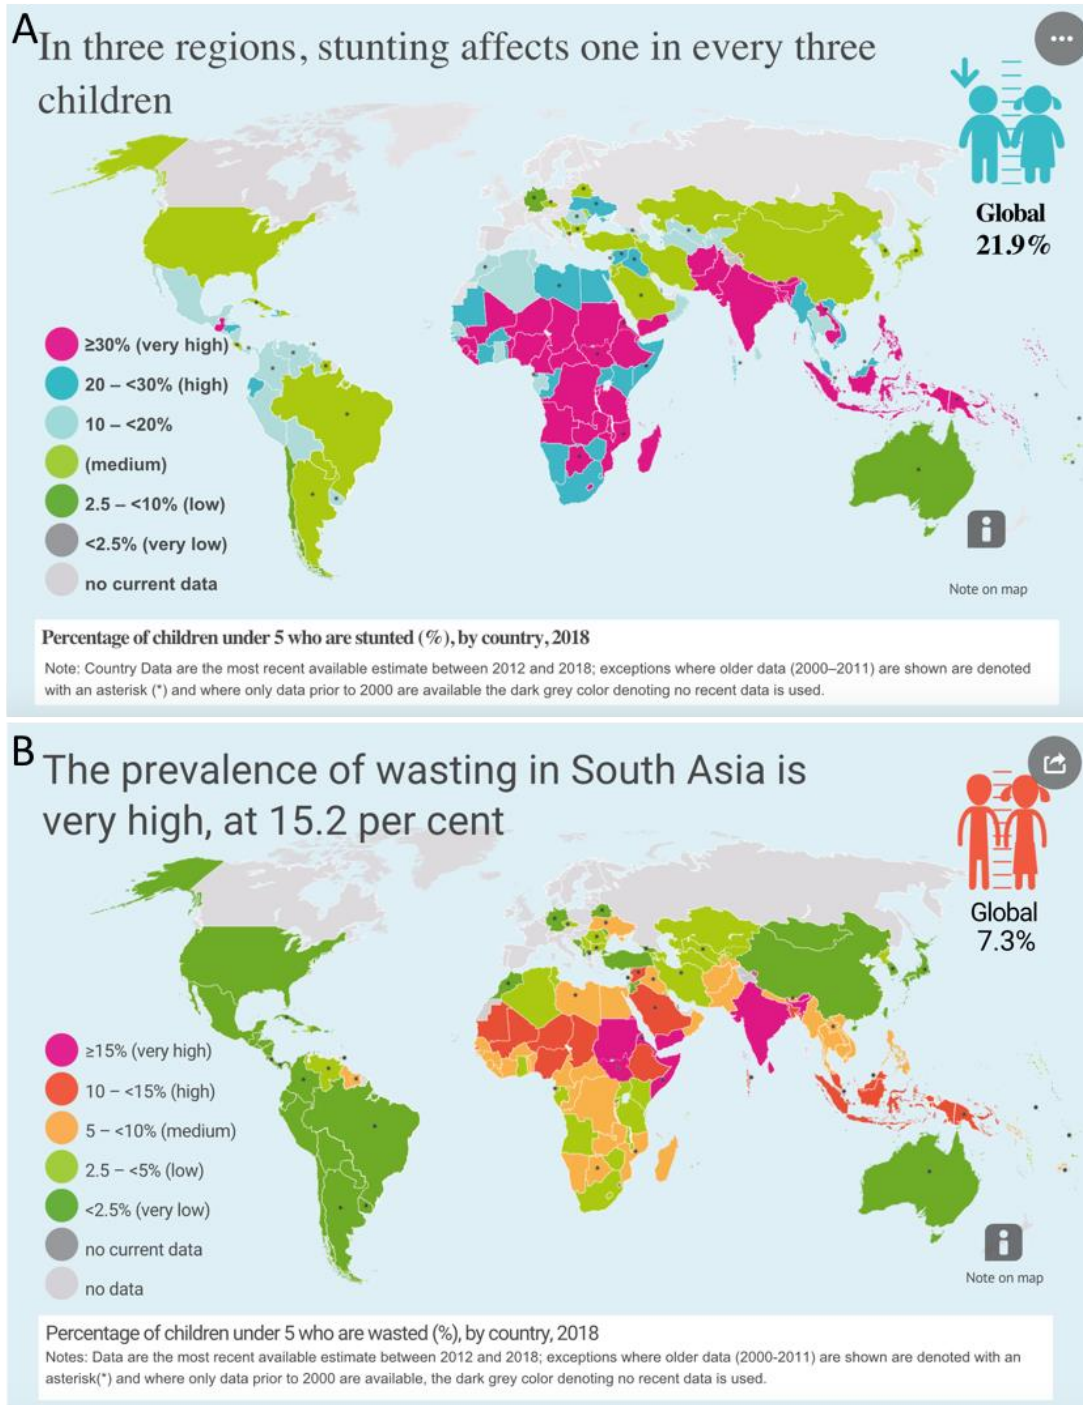 A
In three regions, stunting affects one in every three
children
Global
21.9%
≥30% (very high)
20 – <30% (high)
10 – <20%
(medium)
2.5 – <10% (low)
<2.5% (very low)
no current data
Note on map
Percentage of children under 5 who are stunted (%), by country, 2018
Note: Country Data are the most recent available estimate between 2012 and 2018; exceptions where older data (2000–2011) are shown are denoted
with an asterisk (*) and where only data prior to 2000 are available the dark grey color denoting no recent data is used.
B
The prevalence of wasting in South Asia is
very high, at 15.2 per cent
Global
7.3%
≥15% (very high)
10 – <15% (high)
5 – <10% (medium)
2.5 – <5% (low)
<2.5% (very low)
no current data
no data
Note on map
Percentage of children under 5 who are wasted (%), by country, 2018
Notes: Data are the most recent available estimate between 2012 and 2018; exceptions where older data (2000-2011) are shown are denoted with an
asterisk(*) and where only data prior to 2000 are available, the dark grey color denoting no recent data is used.